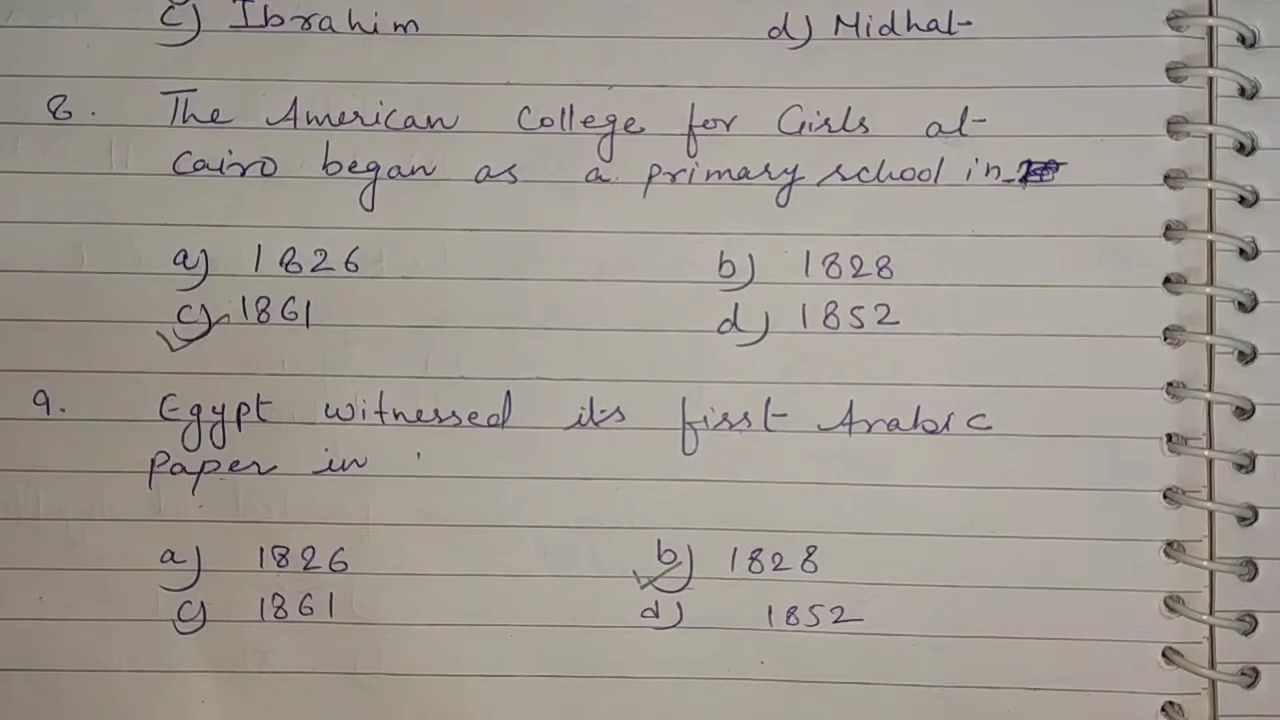 c) Ibrahim d) Midhat
8. The American College for Girls at
Cairo began as a primary school in
a) 1826 b) 1828
c) 1861 d) 1852
9. Egypt witnessed its first Arabic
Paper in
a) 1826 b) 1828
c) 1861 d) 1852